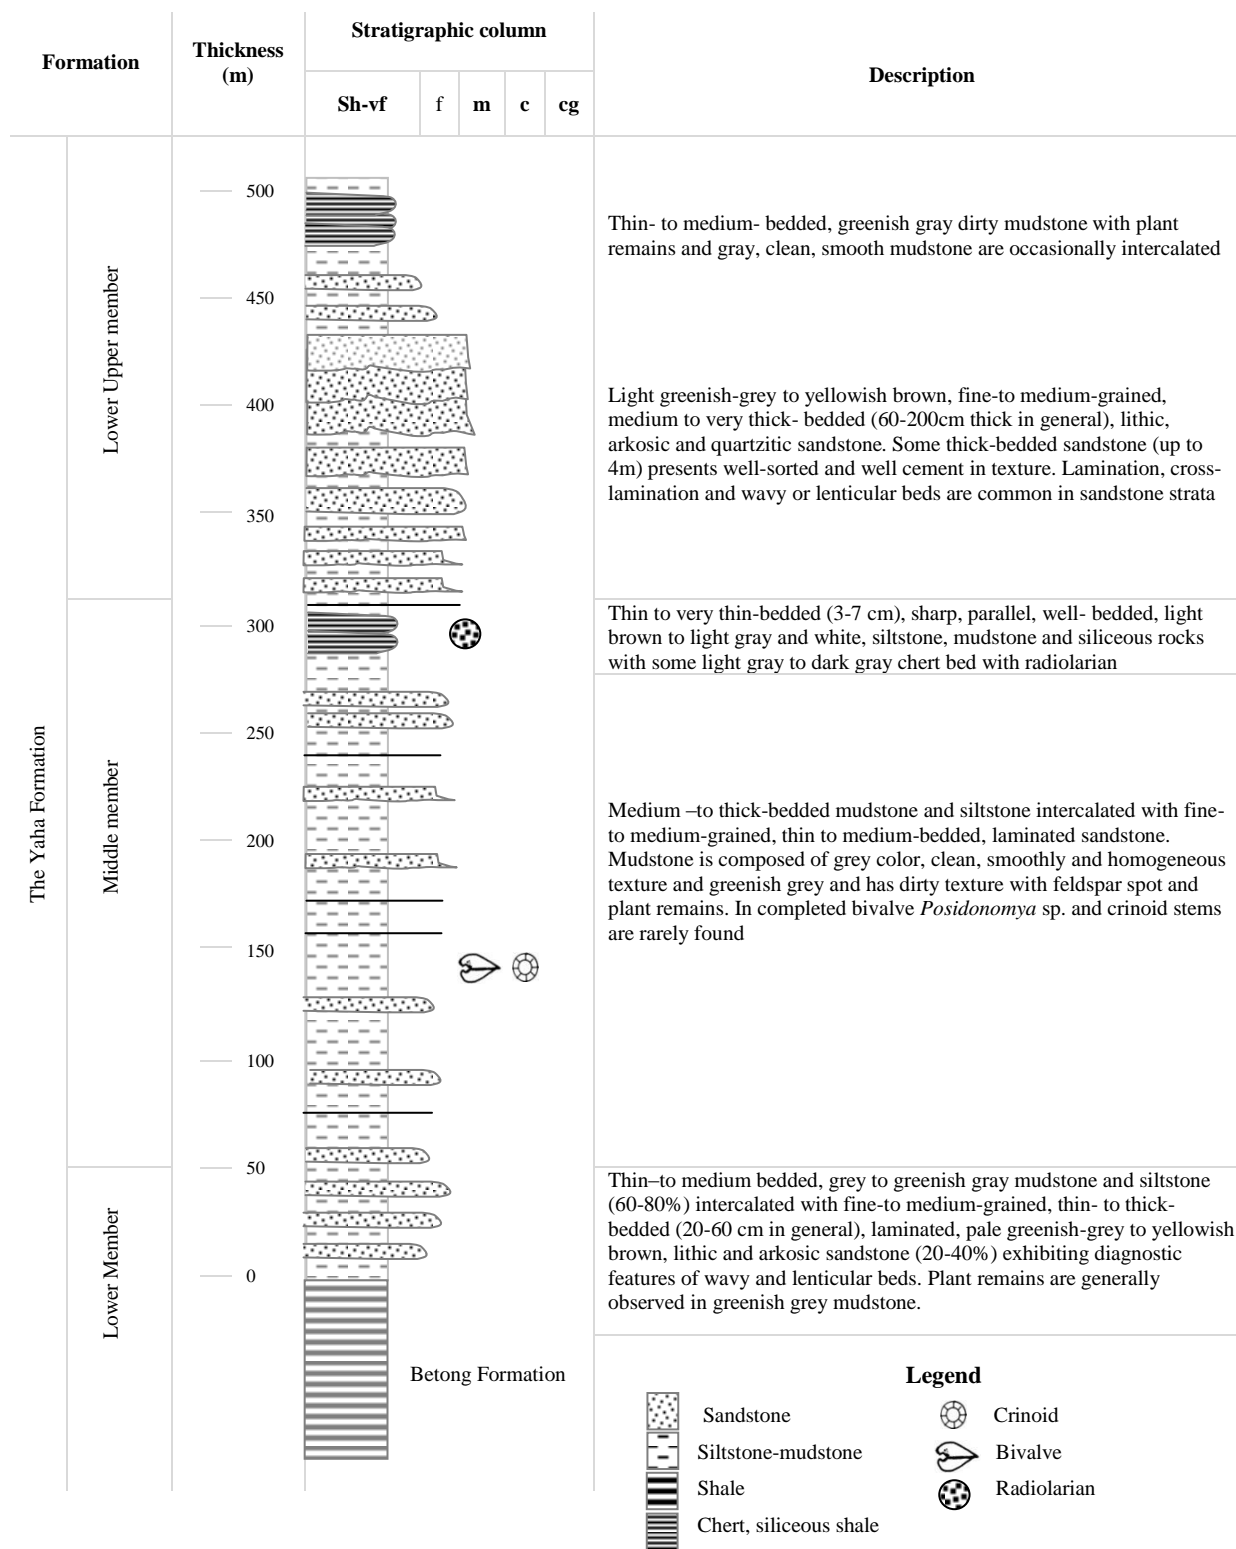 Formation
Thickness
(m)
Stratigraphic column
Sh-vf f m c cg
Description
The Yaha Formation
Lower Upper member
Middle member
Lower Member
500
450
400
350
300
250
200
150
100
50
0
Thin- to medium- bedded, greenish gray dirty mudstone with plant
remains and gray, clean, smooth mudstone are occasionally intercalated
Light greenish-grey to yellowish brown, fine-to medium-grained,
medium to very thick- bedded (60-200cm thick in general), lithic,
arkosic and quartzitic sandstone. Some thick-bedded sandstone (up to
4m) presents well-sorted and well cement in texture. Lamination, cross-
lamination and wavy or lenticular beds are common in sandstone strata
Thin to very thin-bedded (3-7 cm), sharp, parallel, well- bedded, light
brown to light gray and white, siltstone, mudstone and siliceous rocks
with some light gray to dark gray chert bed with radiolarian
Medium –to thick-bedded mudstone and siltstone intercalated with fine-
to medium-grained, thin to medium-bedded, laminated sandstone.
Mudstone is composed of grey color, clean, smoothly and homogeneous
texture and greenish grey and has dirty texture with feldspar spot and
plant remains. In completed bivalve Posidonomya sp. and crinoid stems
are rarely found
Thin–to medium bedded, grey to greenish gray mudstone and siltstone
(60-80%) intercalated with fine-to medium-grained, thin- to thick-
bedded (20-60 cm in general), laminated, pale greenish-grey to yellowish
brown, lithic and arkosic sandstone (20-40%) exhibiting diagnostic
features of wavy and lenticular beds. Plant remains are generally
observed in greenish grey mudstone.
Betong Formation
Legend
Sandstone
Siltstone-mudstone
Shale
Chert, siliceous shale
Crinoid
Bivalve
Radiolarian